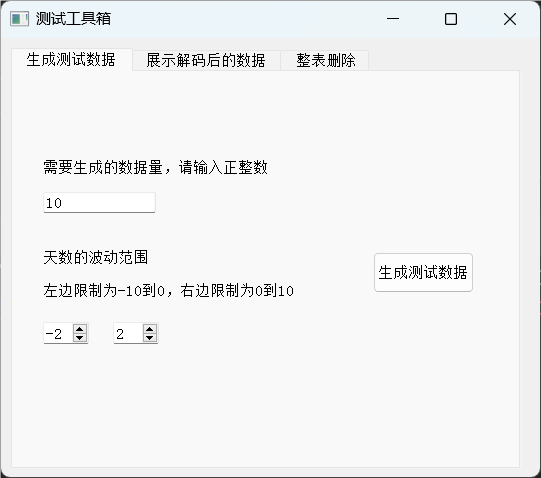 测试工具箱
生成测试数据 展示解码后的数据 整表删除
需要生成的数据量，请输入正整数
10
天数的波动范围
生成测试数据
左边限制为-10到0，右边限制为0到10
-2 2